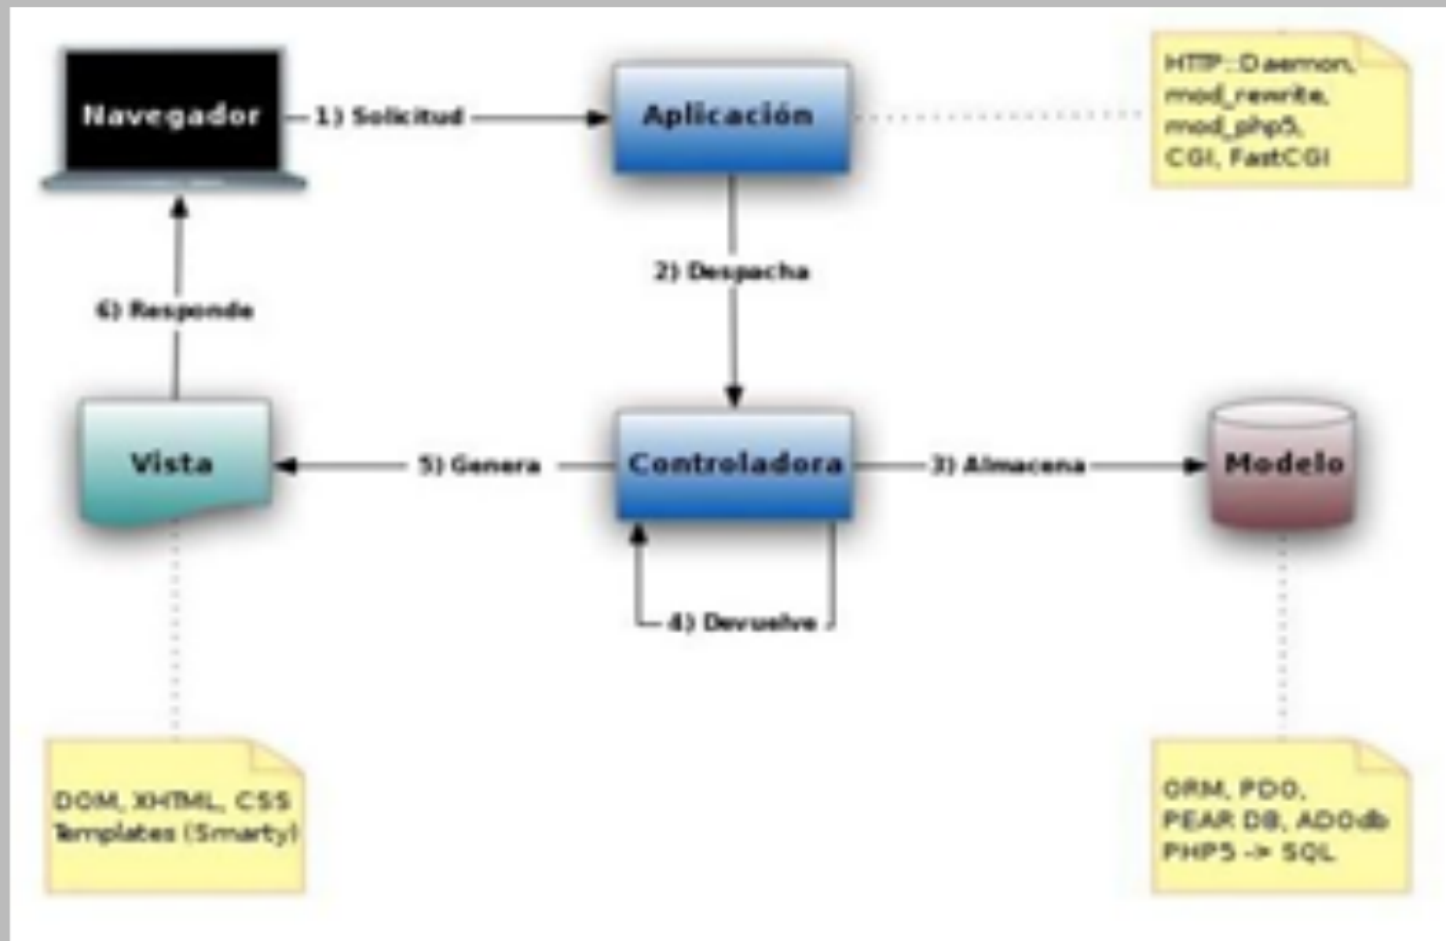 Navegador
1) Solicitud
Aplicación
HTTP::Daemon,
mod_rewrite,
mod_php5,
CGI, FastCGI
2) Despacha
6) Responde
Vista
5) Genera
Controladora
3) Almacena
Modelo
4) Devuelve
DOM, XHTML, CSS
Templates (Smarty)
ORM, PDO,
PEAR DB, ADOdb
PHP5 -> SQL